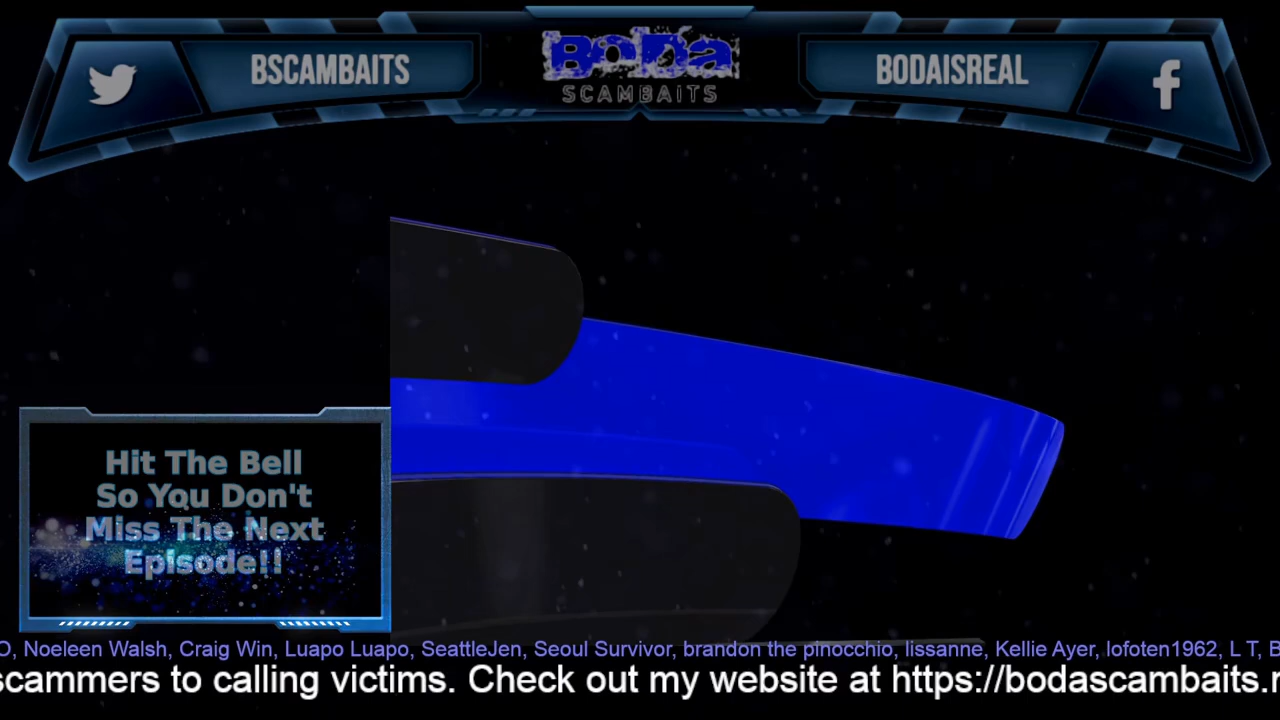 BSCAMBAITS
BoDa
SCAMBAITS
BODAISREAL
Hit The Bell
So You Don't
Miss The Next
Episode!!
O, Noeleen Walsh, Craig Win, Luapo Luapo, SeattleJen, Seoul Survivor, brandon the pinocchio, lissanne, Kellie Ayer, lofoten1962, L T, B
scammers to calling victims. Check out my website at https://bodascambaits.r